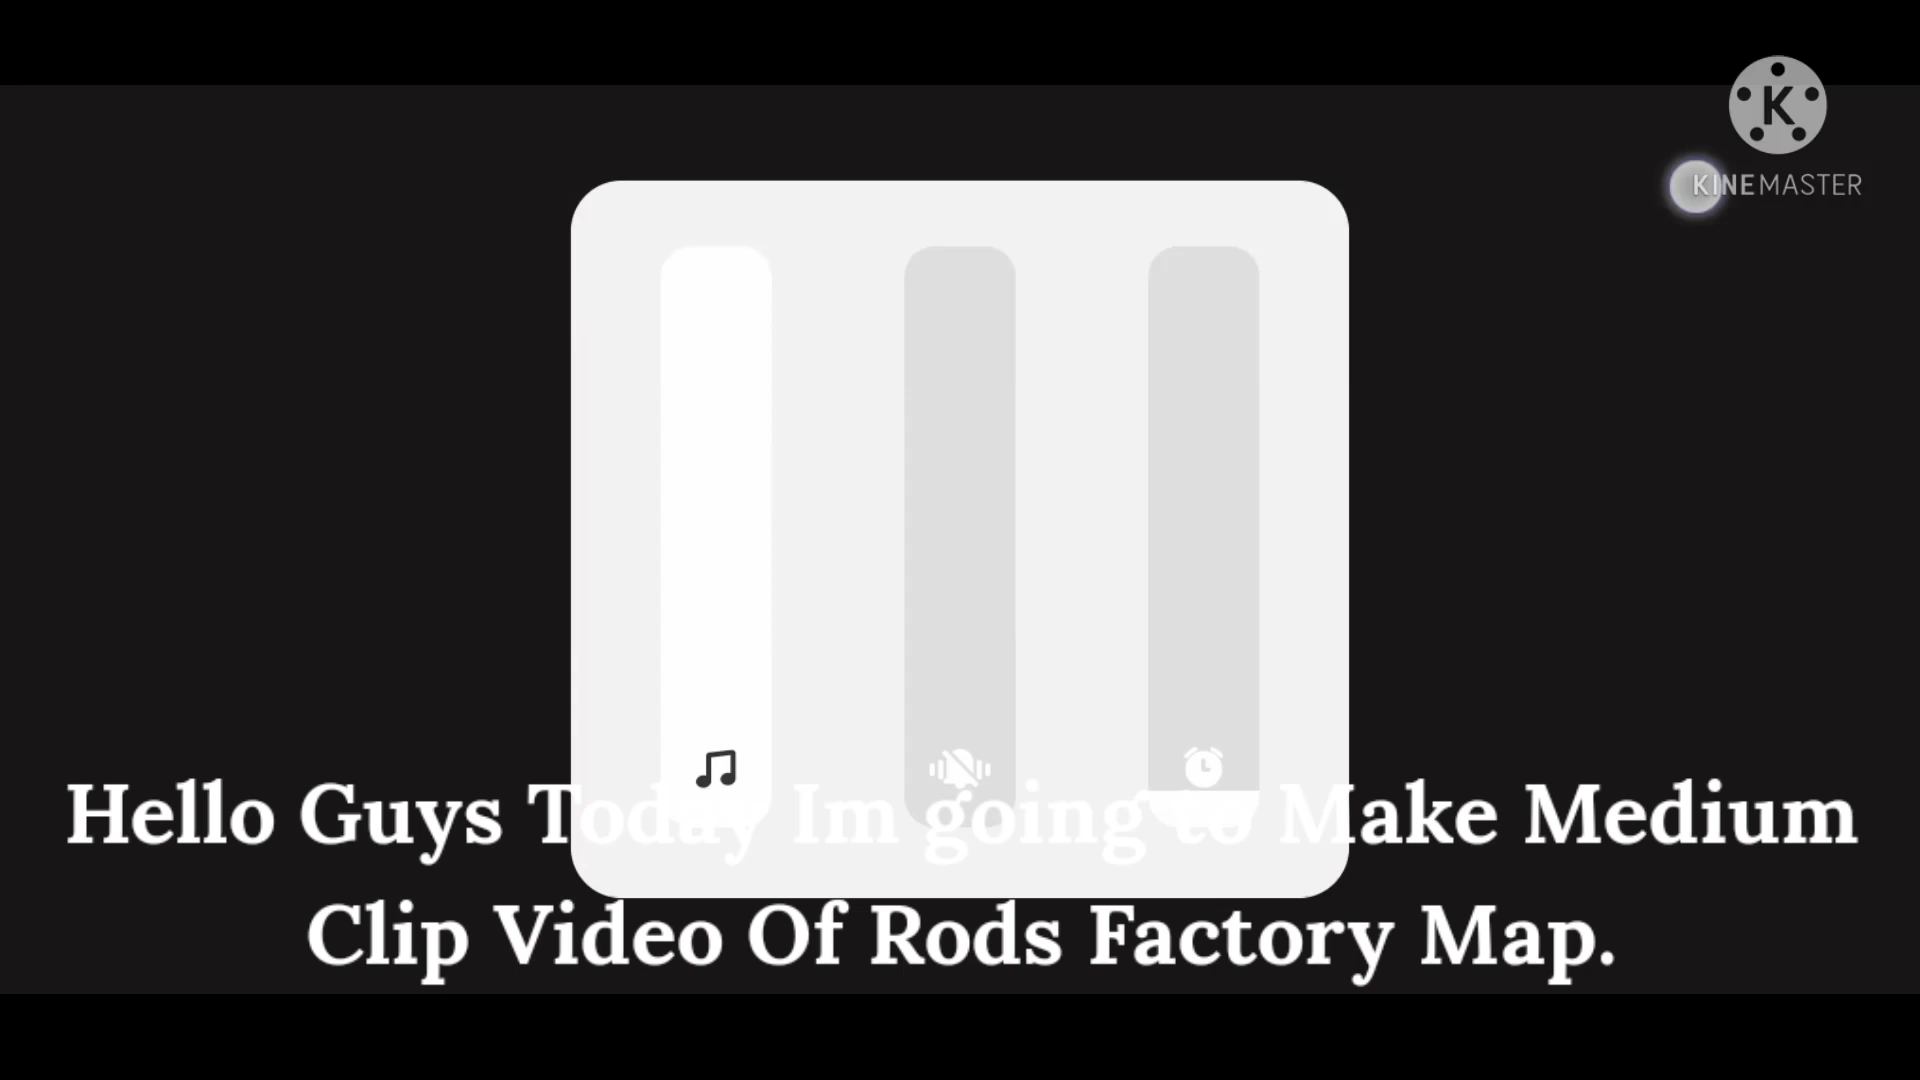 K
KINEMASTER
Hello Guys Today Im going to Make Medium
Clip Video Of Rods Factory Map.